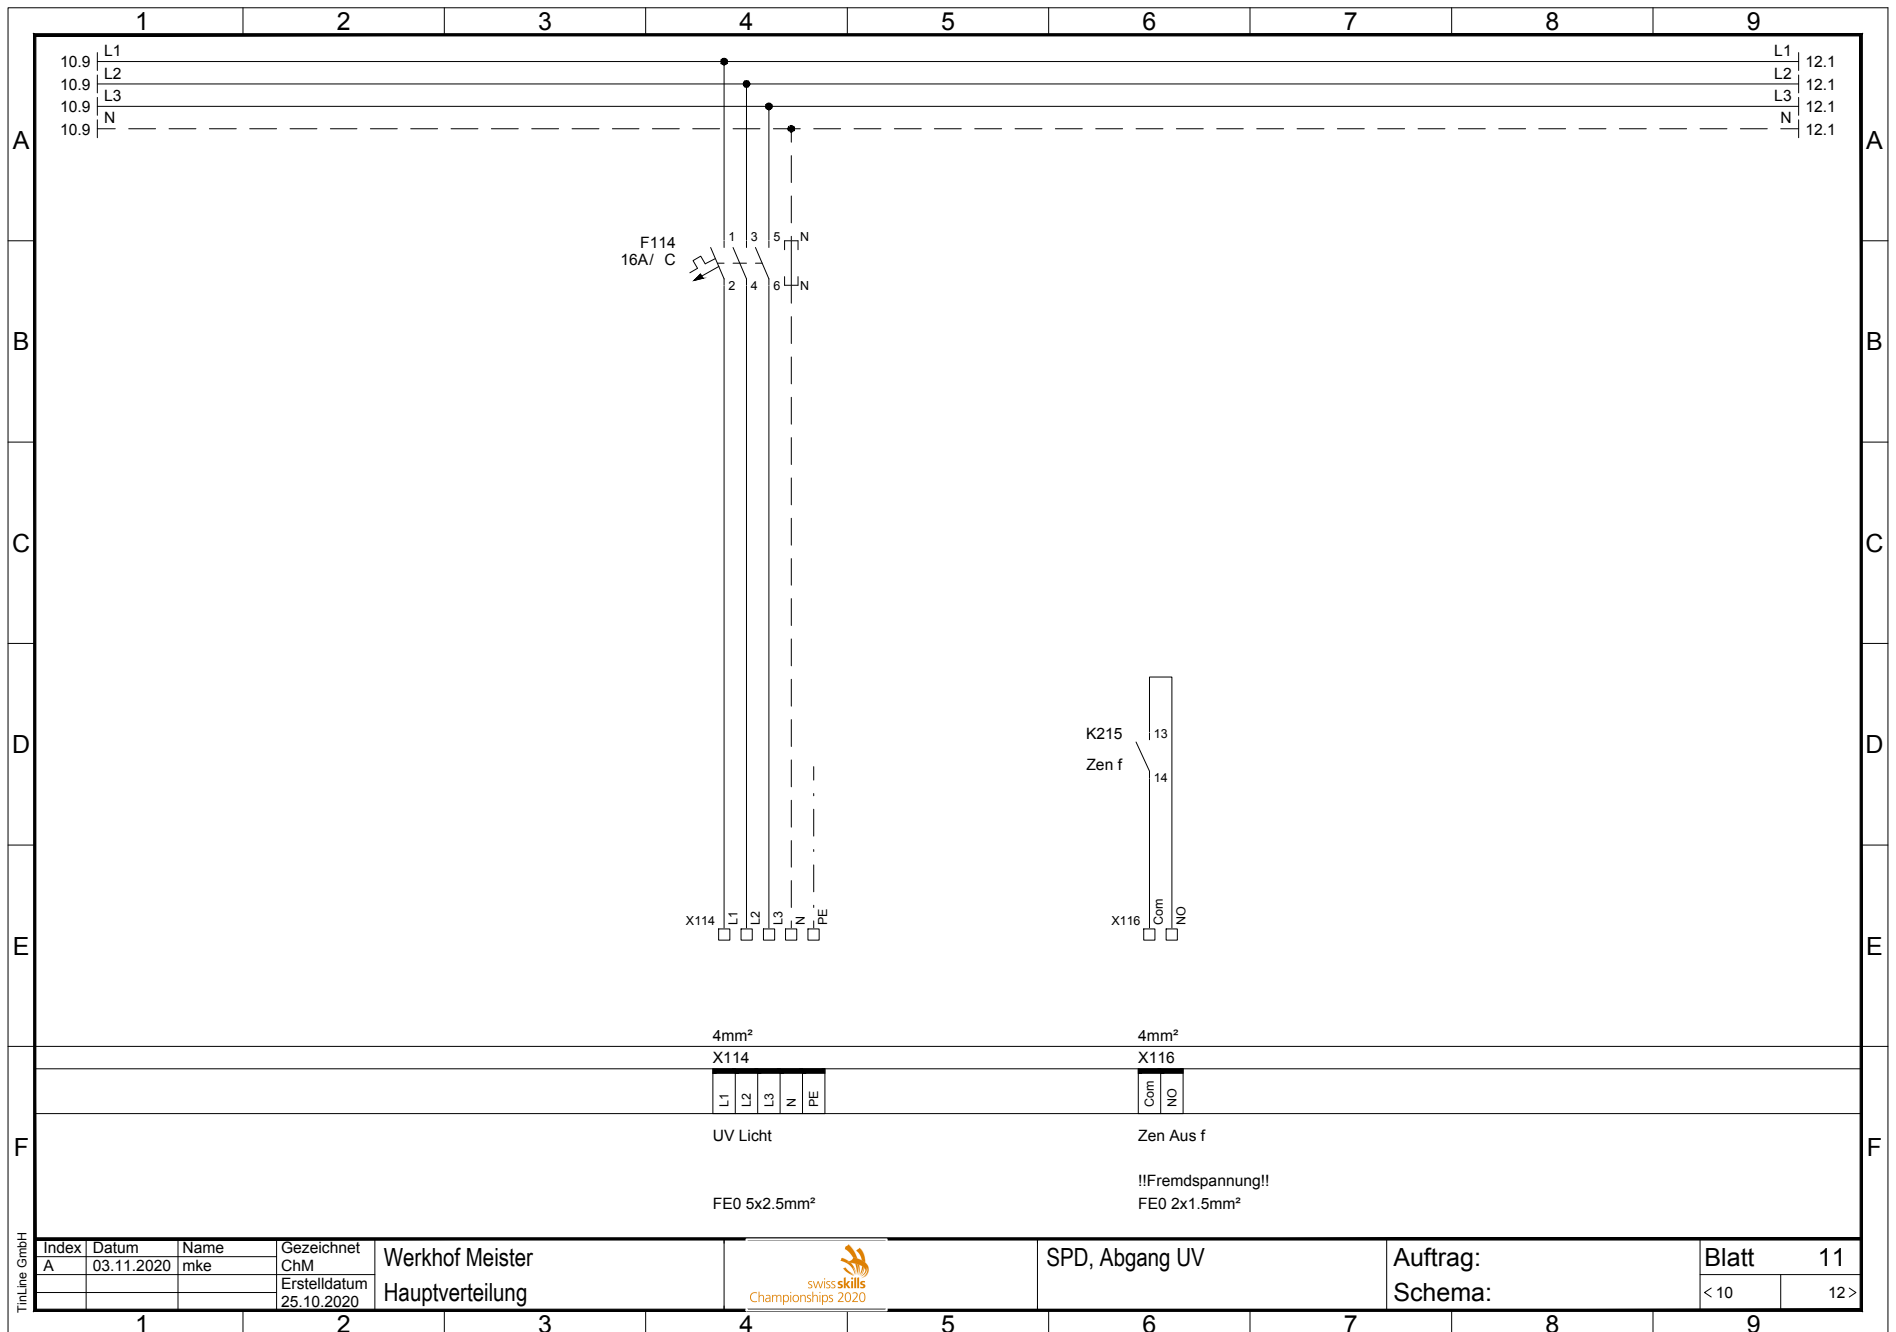 1 2 3 4 5 6 7 8 9
L1 L1
10.9 12.1
L2 L2
10.9 12.1
L3 L3
10.9 12.1
N N
10.9 12.1
A A
1 3 5 N
F114
16A/ C
2 4 6 N
B B
C C
K215 13
D D
Zen f
14
X114 L1 L2 L3 N PE
X116 Com NO
E E
4mm² 4mm²
X114 X116
L1 L2 L3 N PE Com NO
UV Licht Zen Aus f
F F
!!Fremdspannung!!
FE0 5x2.5mm² FE0 2x1.5mm²
TinLine GmbH
Index Datum Name Gezeichnet
A 03.11.2020 mke ChM
Erstelldatum
25.10.2020
Werkhof Meister
Hauptverteilung
swiss skills
Championships 2020
SPD, Abgang UV
Auftrag:
Schema:
Blatt 11
< 10 12 >
1 2 3 4 5 6 7 8 9